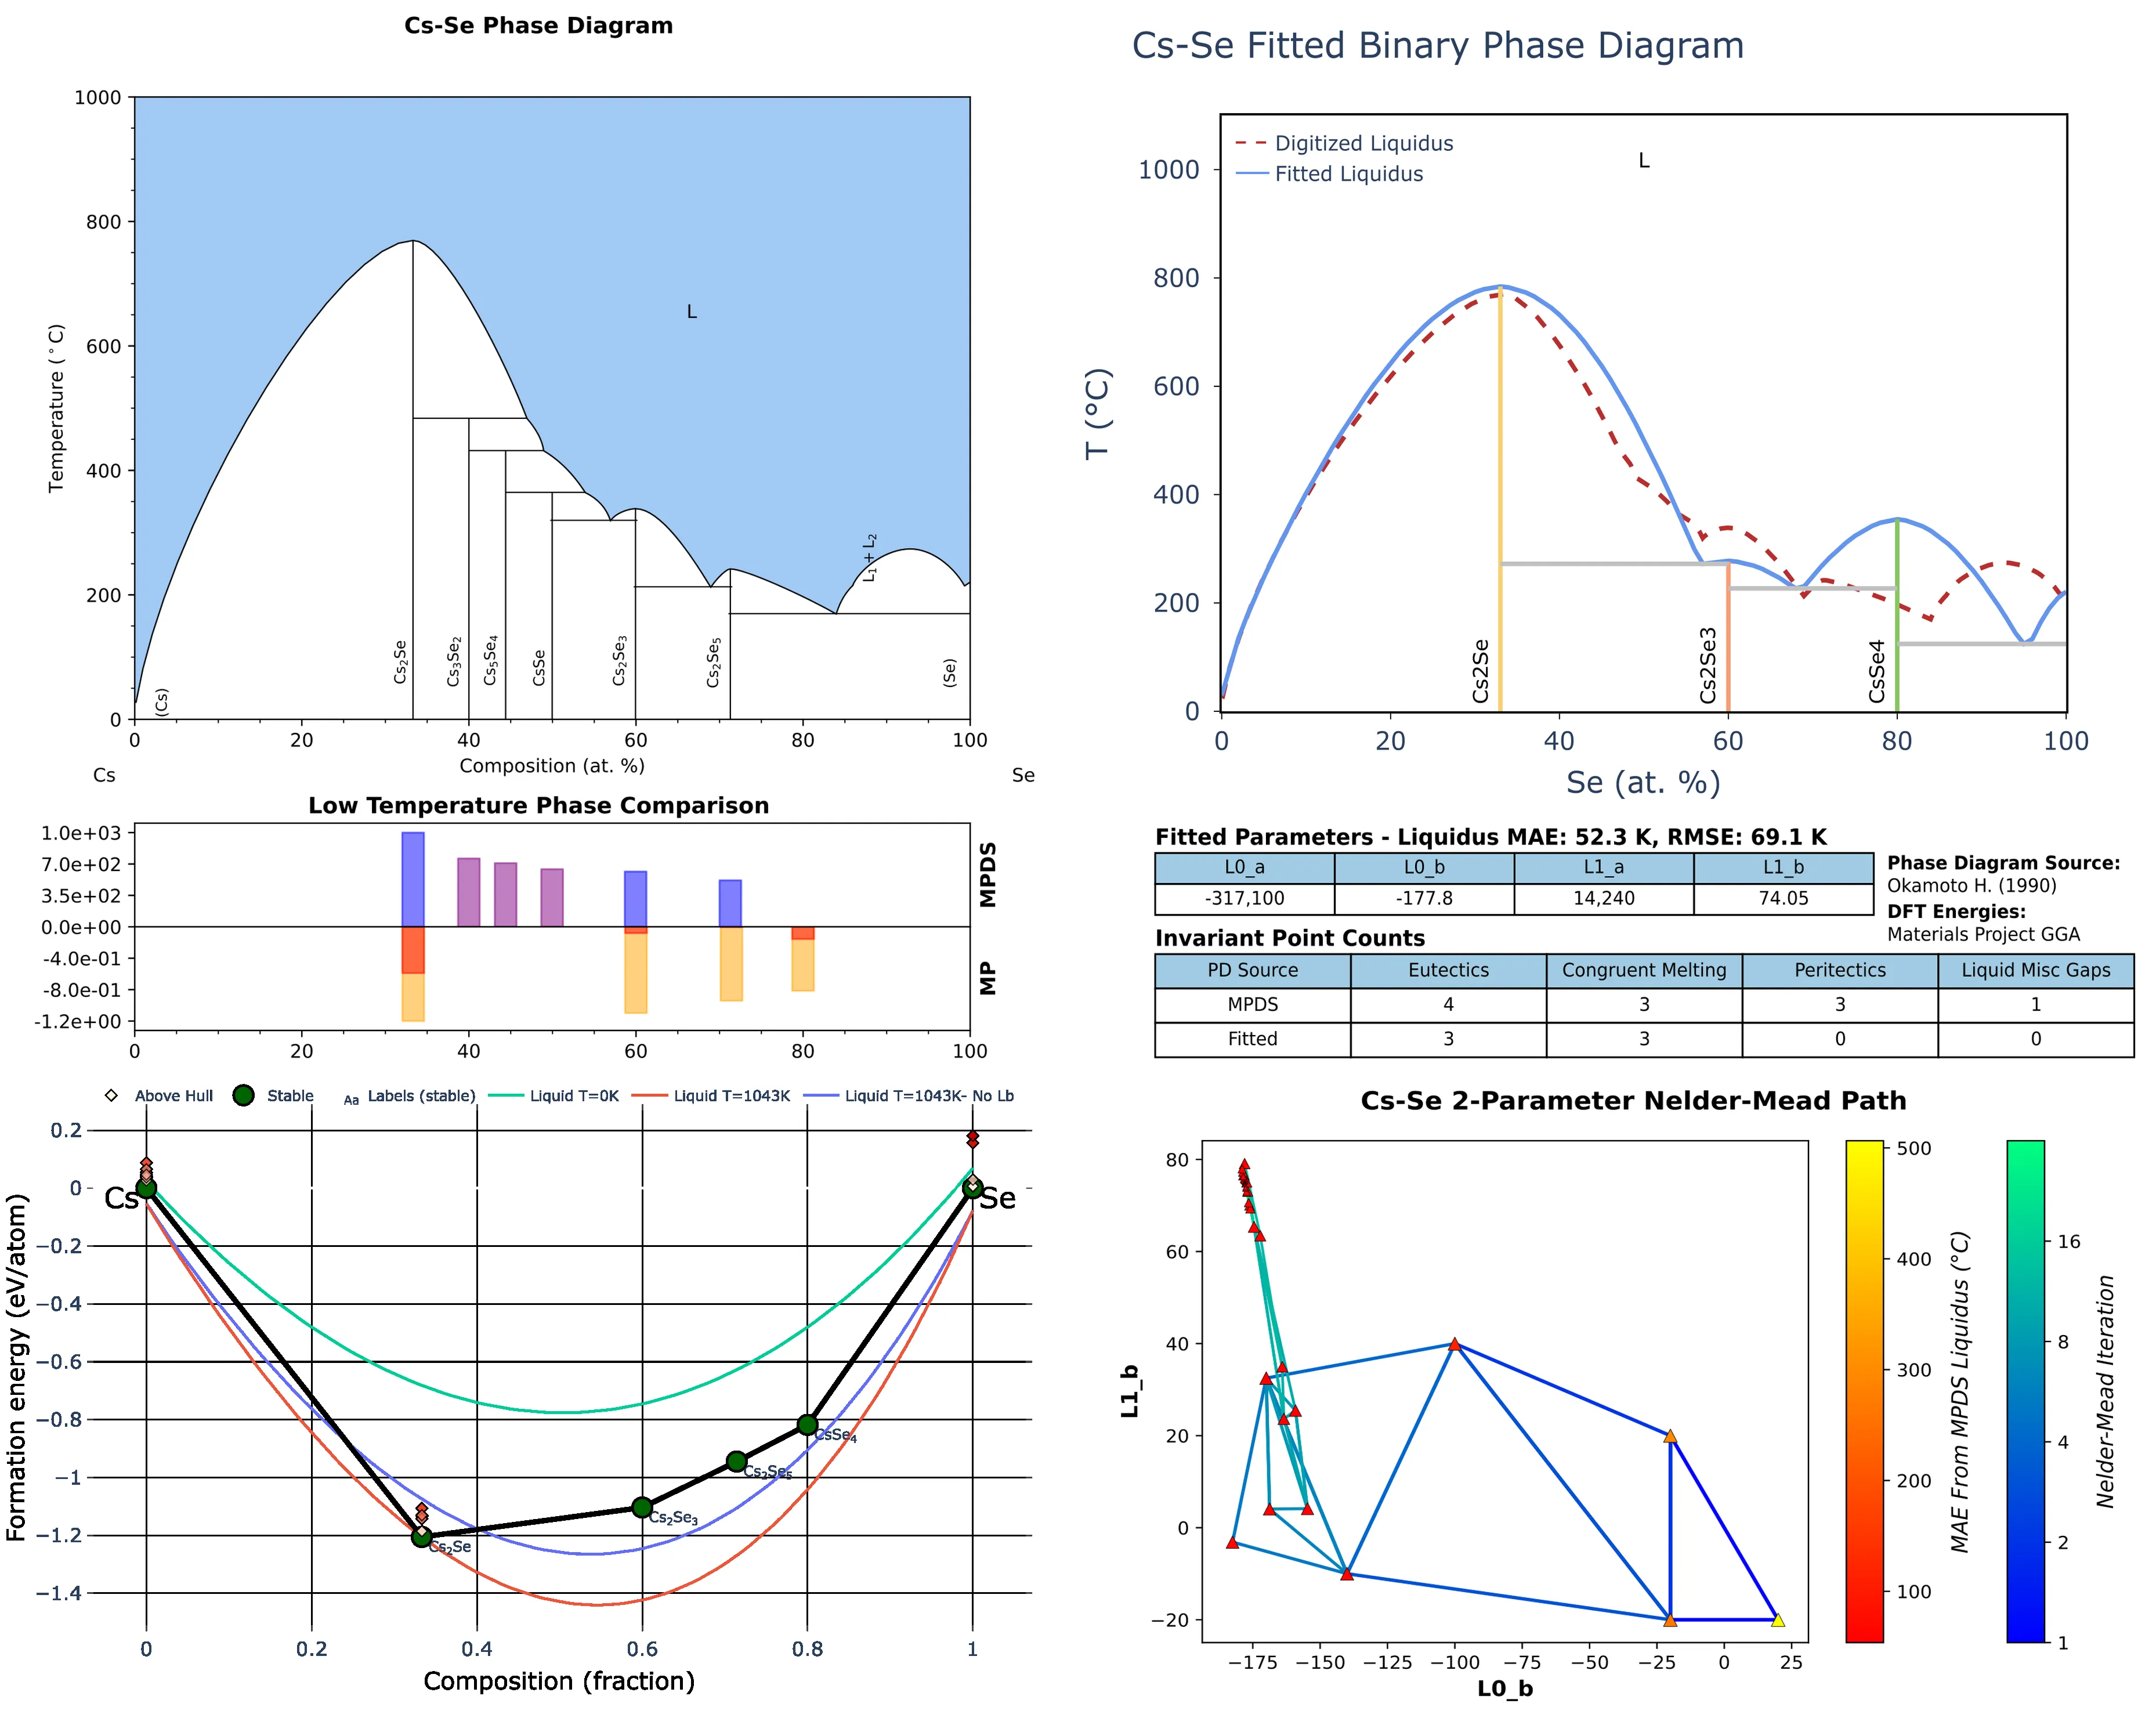 Cs-Se Phase Diagram
1000
800
600
400
200
0
Temperature (°C)
L
L₁ + L₂
(Cs)
Cs₂Se
Cs₃Se₂
Cs₅Se₄
CsSe
Cs₂Se₃
Cs₂Se₅
(Se)
0 20 40 60 80 100
Composition (at. %)
Cs Se
Low Temperature Phase Comparison
1.0e+03
7.0e+02
3.5e+02
0.0e+00
-4.0e-01
-8.0e-01
-1.2e+00
MPDS
MP
0 20 40 60 80 100
Above Hull Stable Aa Labels (stable) Liquid T=0K Liquid T=1043K Liquid T=1043K- No Lb
0.2
0
−0.2
−0.4
−0.6
−0.8
−1
−1.2
−1.4
Formation energy (eV/atom)
Cs
Se
CsSe₄
Cs₂Se₅
Cs₂Se₃
Cs₂Se
0 0.2 0.4 0.6 0.8 1
Composition (fraction)
Cs-Se Fitted Binary Phase Diagram
Digitized Liquidus
Fitted Liquidus
L
1000
800
600
400
200
0
T (°C)
Cs2Se
Cs2Se3
CsSe4
0 20 40 60 80 100
Se (at. %)
Fitted Parameters - Liquidus MAE: 52.3 K, RMSE: 69.1 K
L0_a L0_b L1_a L1_b
-317,100 -177.8 14,240 74.05
Phase Diagram Source:
Okamoto H. (1990)
DFT Energies:
Materials Project GGA
Invariant Point Counts
PD Source Eutectics Congruent Melting Peritectics Liquid Misc Gaps
MPDS 4 3 3 1
Fitted 3 3 0 0
Cs-Se 2-Parameter Nelder-Mead Path
80
60
40
20
0
−20
L1_b
−175 −150 −125 −100 −75 −50 −25 0 25
L0_b
500
400
300
200
100
MAE From MPDS Liquidus (°C)
16
8
4
2
1
Nelder-Mead Iteration